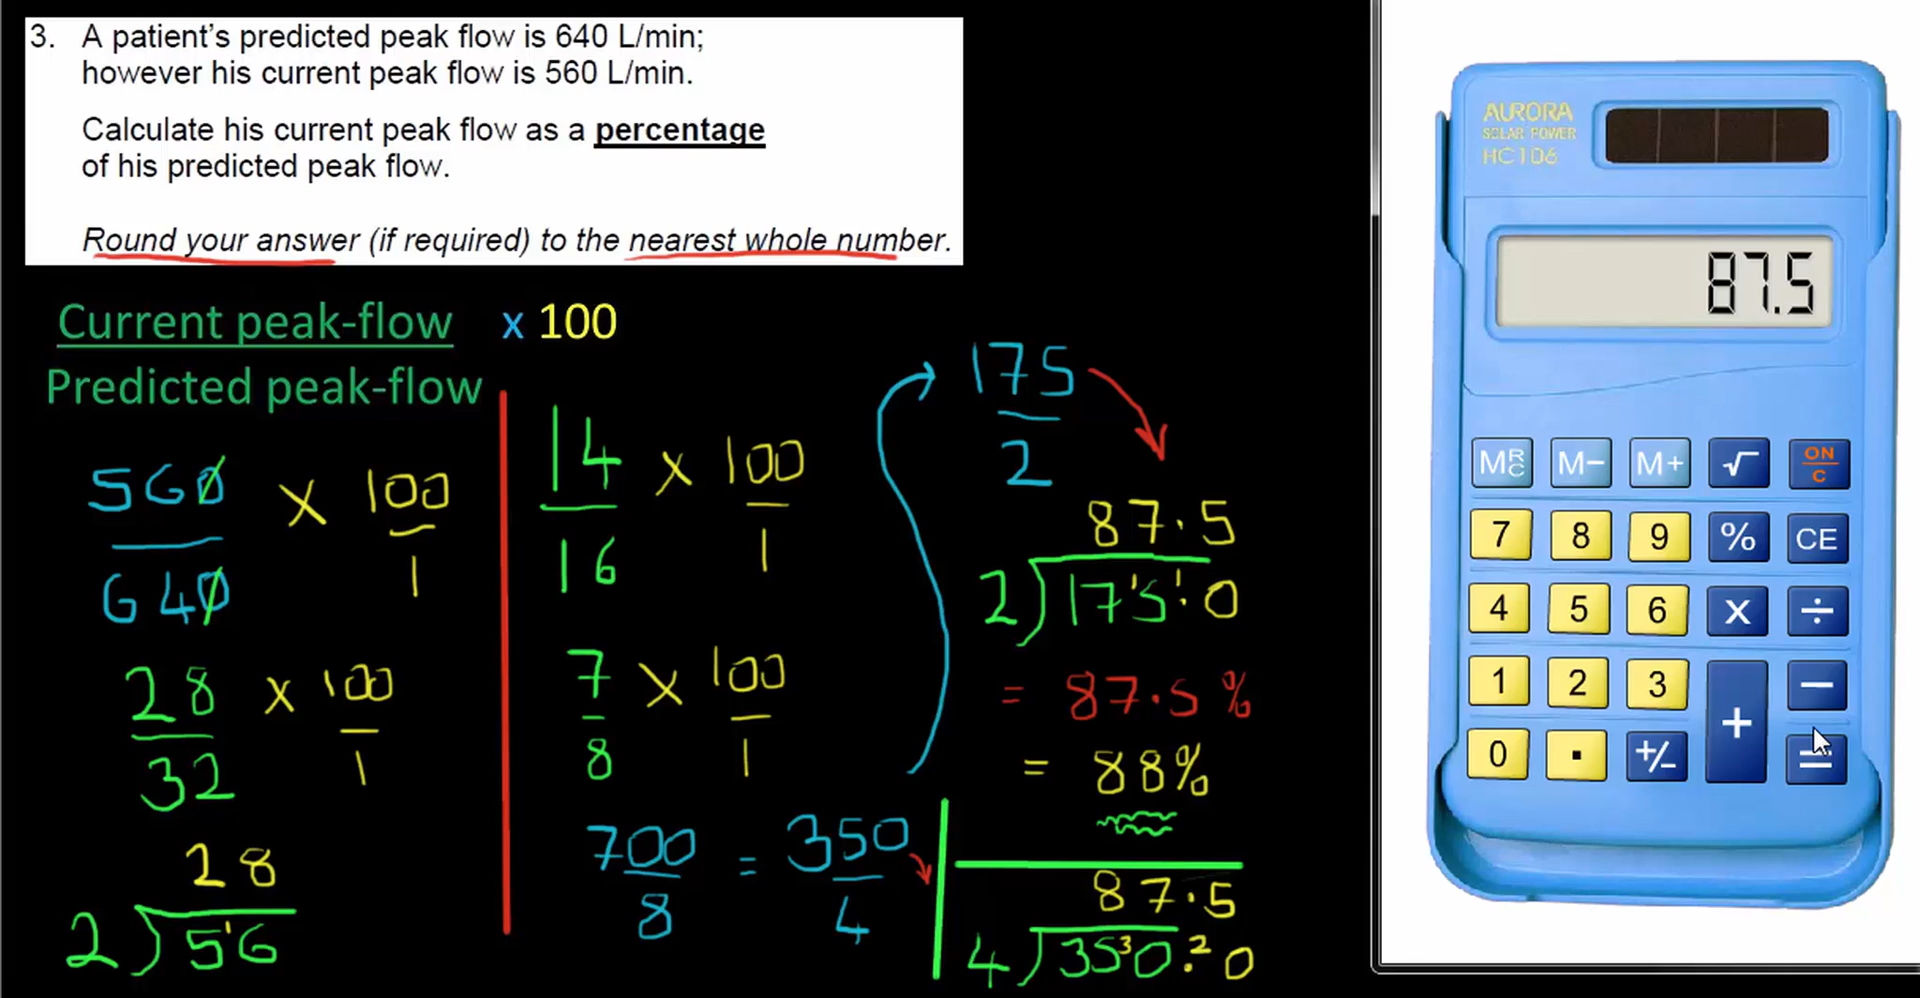 3. A patient's predicted peak flow is 640 L/min;
however his current peak flow is 560 L/min.
Calculate his current peak flow as a percentage
of his predicted peak flow.
Round your answer (if required) to the nearest whole number.
Current peak-flow x 100
Predicted peak-flow
560 x 100
640 1
28 x 100
32 1
28
2 56
14 x 100
16 1
7 x 100
8 1
700 = 350
8 4
175
2
87.5
2 175.0
= 87.5 %
= 88%
87.5
4 350.0
AURORA
SOLAR POWER
HC106
87.5
MRC M- M+ √ ON/C
7 8 9 % CE
4 5 6 x ÷
1 2 3 + −
0 . +/- =